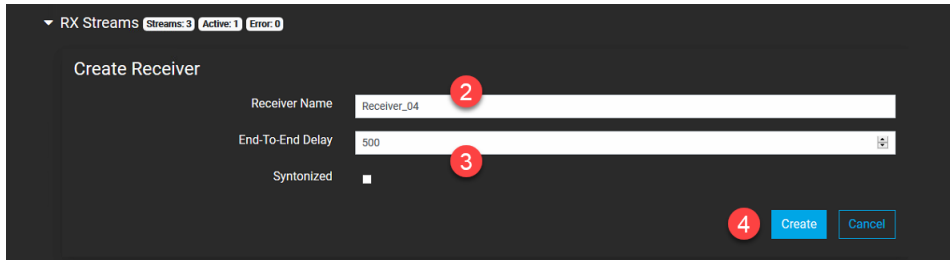 RX Streams Streams: 3 Active: 1 Error: 0
Create Receiver
Receiver Name Receiver_04 2
End-To-End Delay 500
3
Syntonized
4 Create Cancel